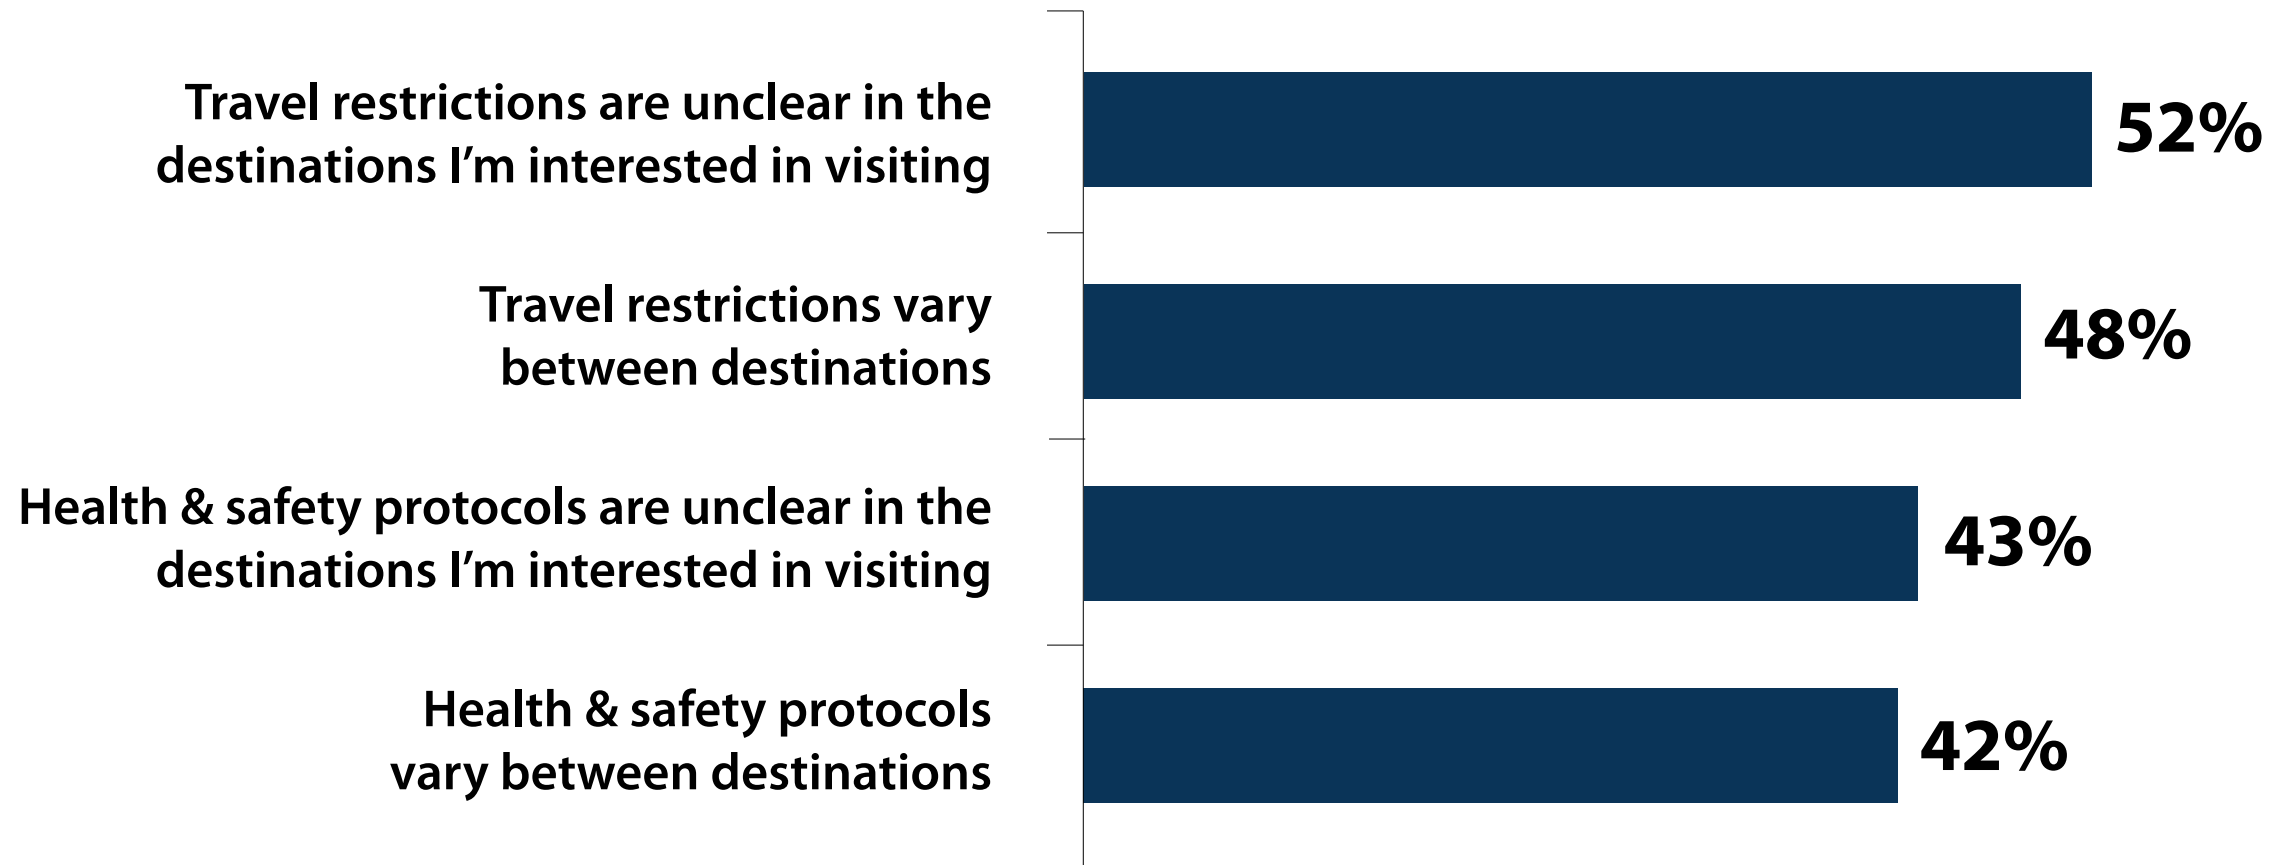 Travel restrictions are unclear in the
destinations I’m interested in visiting
52%
Travel restrictions vary
between destinations
48%
Health & safety protocols are unclear in the
destinations I’m interested in visiting
43%
Health & safety protocols
vary between destinations
42%